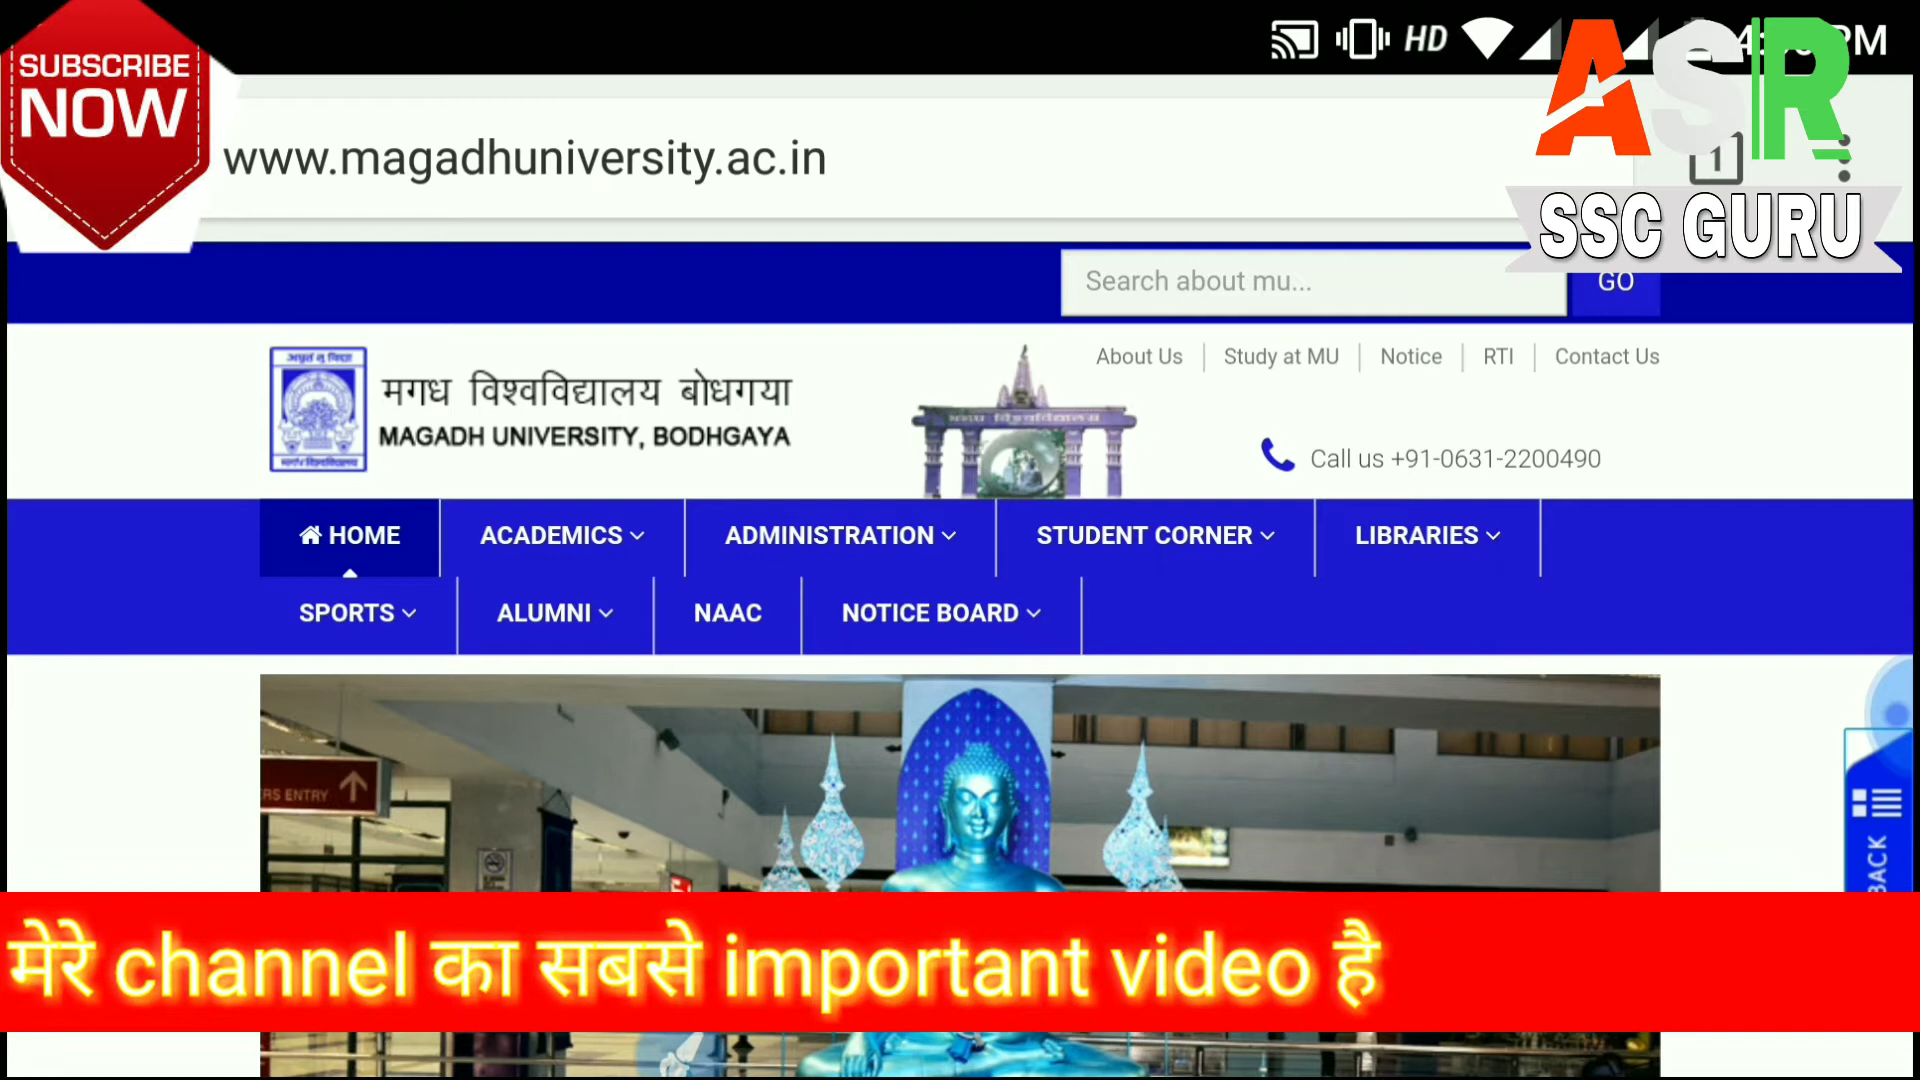 HD
PM
SUBSCRIBE
NOW
ASR
SSC GURU
www.magadhuniversity.ac.in
1
Search about mu...
GO
About Us
Study at MU
Notice
RTI
Contact Us
मगध विश्वविद्यालय बोधगया
MAGADH UNIVERSITY, BODHGAYA
Call us +91-0631-2200490
HOME
ACADEMICS
ADMINISTRATION
STUDENT CORNER
LIBRARIES
SPORTS
ALUMNI
NAAC
NOTICE BOARD
ENTRY
BACK
मेरे channel का सबसे important video है